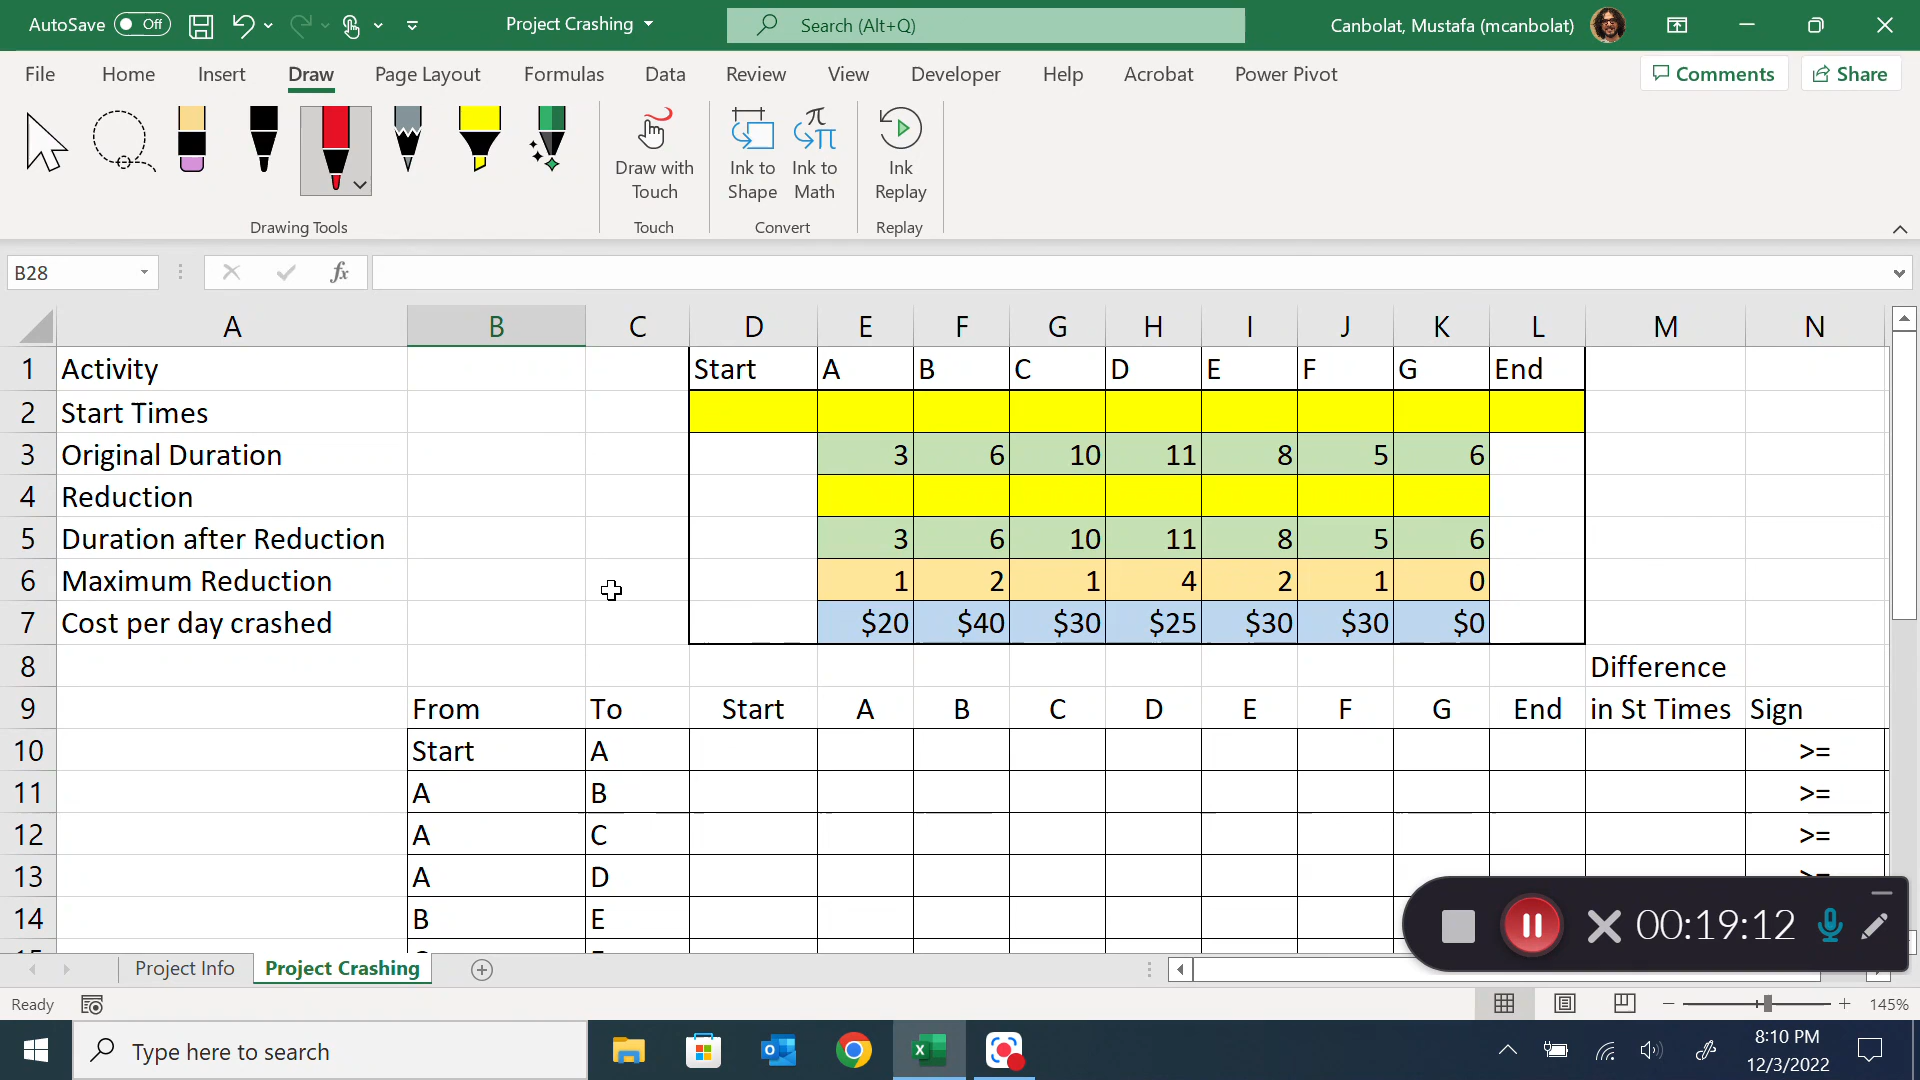 AutoSave Off Project Crashing Search (Alt+Q) Canbolat, Mustafa (mcanbolat)
File Home Insert Draw Page Layout Formulas Data Review View Developer Help Acrobat Power Pivot Comments Share
Draw with Touch Ink to Shape Ink to Math Ink Replay
Drawing Tools Touch Convert Replay
B28 fx
A B C D E F G H I J K L M N
1 Activity Start A B C D E F G End
2 Start Times
3 Original Duration 3 6 10 11 8 5 6
4 Reduction
5 Duration after Reduction 3 6 10 11 8 5 6
6 Maximum Reduction 1 2 1 4 2 1 0
7 Cost per day crashed $20 $40 $30 $25 $30 $30 $0
8 Difference
9 From To Start A B C D E F G End in St Times Sign
10 Start A >=
11 A B >=
12 A C >=
13 A D >=
14 B E
00:19:12
Project Info Project Crashing
Ready 145%
Type here to search 8:10 PM
12/3/2022